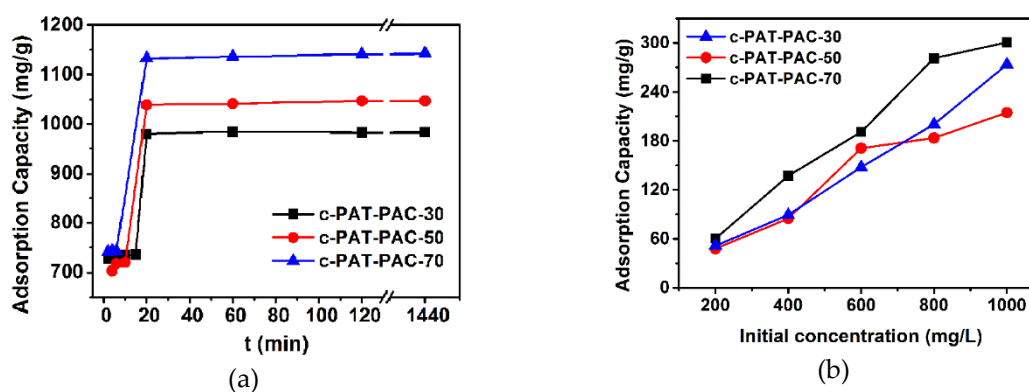 1200
1100
1000
900
800
700
0 20 40 60 80 100 120 1440
Adsorption Capacity (mg/g)
t (min)
c-PAT-PAC-30
c-PAT-PAC-50
c-PAT-PAC-70
(a)
300
240
180
120
60
0
200 400 600 800 1000
Adsorption Capacity (mg/g)
Initial concentration (mg/L)
c-PAT-PAC-30
c-PAT-PAC-50
c-PAT-PAC-70
(b)